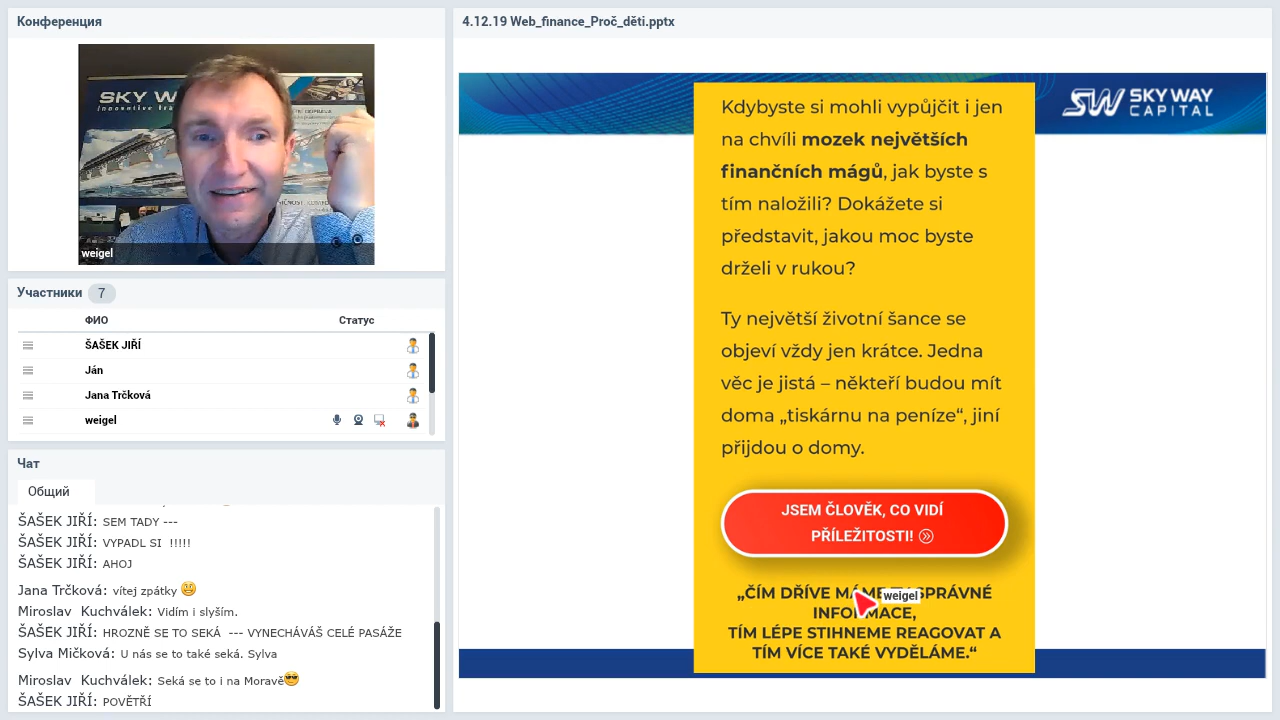 Конференция
SKY W
weigel
Участники 7
ФИО Статус
ŠAŠEK JIŘÍ
Ján
Jana Trčková
weigel
Чат
Общий
ŠAŠEK JIŘÍ: SEM TADY ---
ŠAŠEK JIŘÍ: VYPADL SI !!!!!
ŠAŠEK JIŘÍ: AHOJ
Jana Trčková: vítej zpátky
Miroslav Kuchválek: Vidím i slyším.
ŠAŠEK JIŘÍ: HROZNĚ SE TO SEKÁ --- VYNECHÁVÁŠ CELÉ PASÁŽE
Sylva Mičková: U nás se to také seká. Sylva
Miroslav Kuchválek: Seká se to i na Moravě
ŠAŠEK JIŘÍ: POVĚTŘÍ
4.12.19 Web_finance_Proč_děti.pptx
SW SKY WAY
CAPITAL
Kdybyste si mohli vypůjčit i jen
na chvíli mozek největších
finančních mágů, jak byste s
tím naložili? Dokážete si
představit, jakou moc byste
drželi v rukou?
Ty největší životní šance se
objeví vždy jen krátce. Jedna
věc je jistá – někteří budou mít
doma „tiskárnu na peníze“, jiní
přijdou o domy.
JSEM ČLOVĚK, CO VIDÍ
PŘÍLEŽITOSTI!
„ČÍM DŘÍVE MÁME SPRÁVNÉ
weigel
INFORMACE,
TÍM LÉPE STIHNEME REAGOVAT A
TÍM VÍCE TAKÉ VYDĚLÁME.“